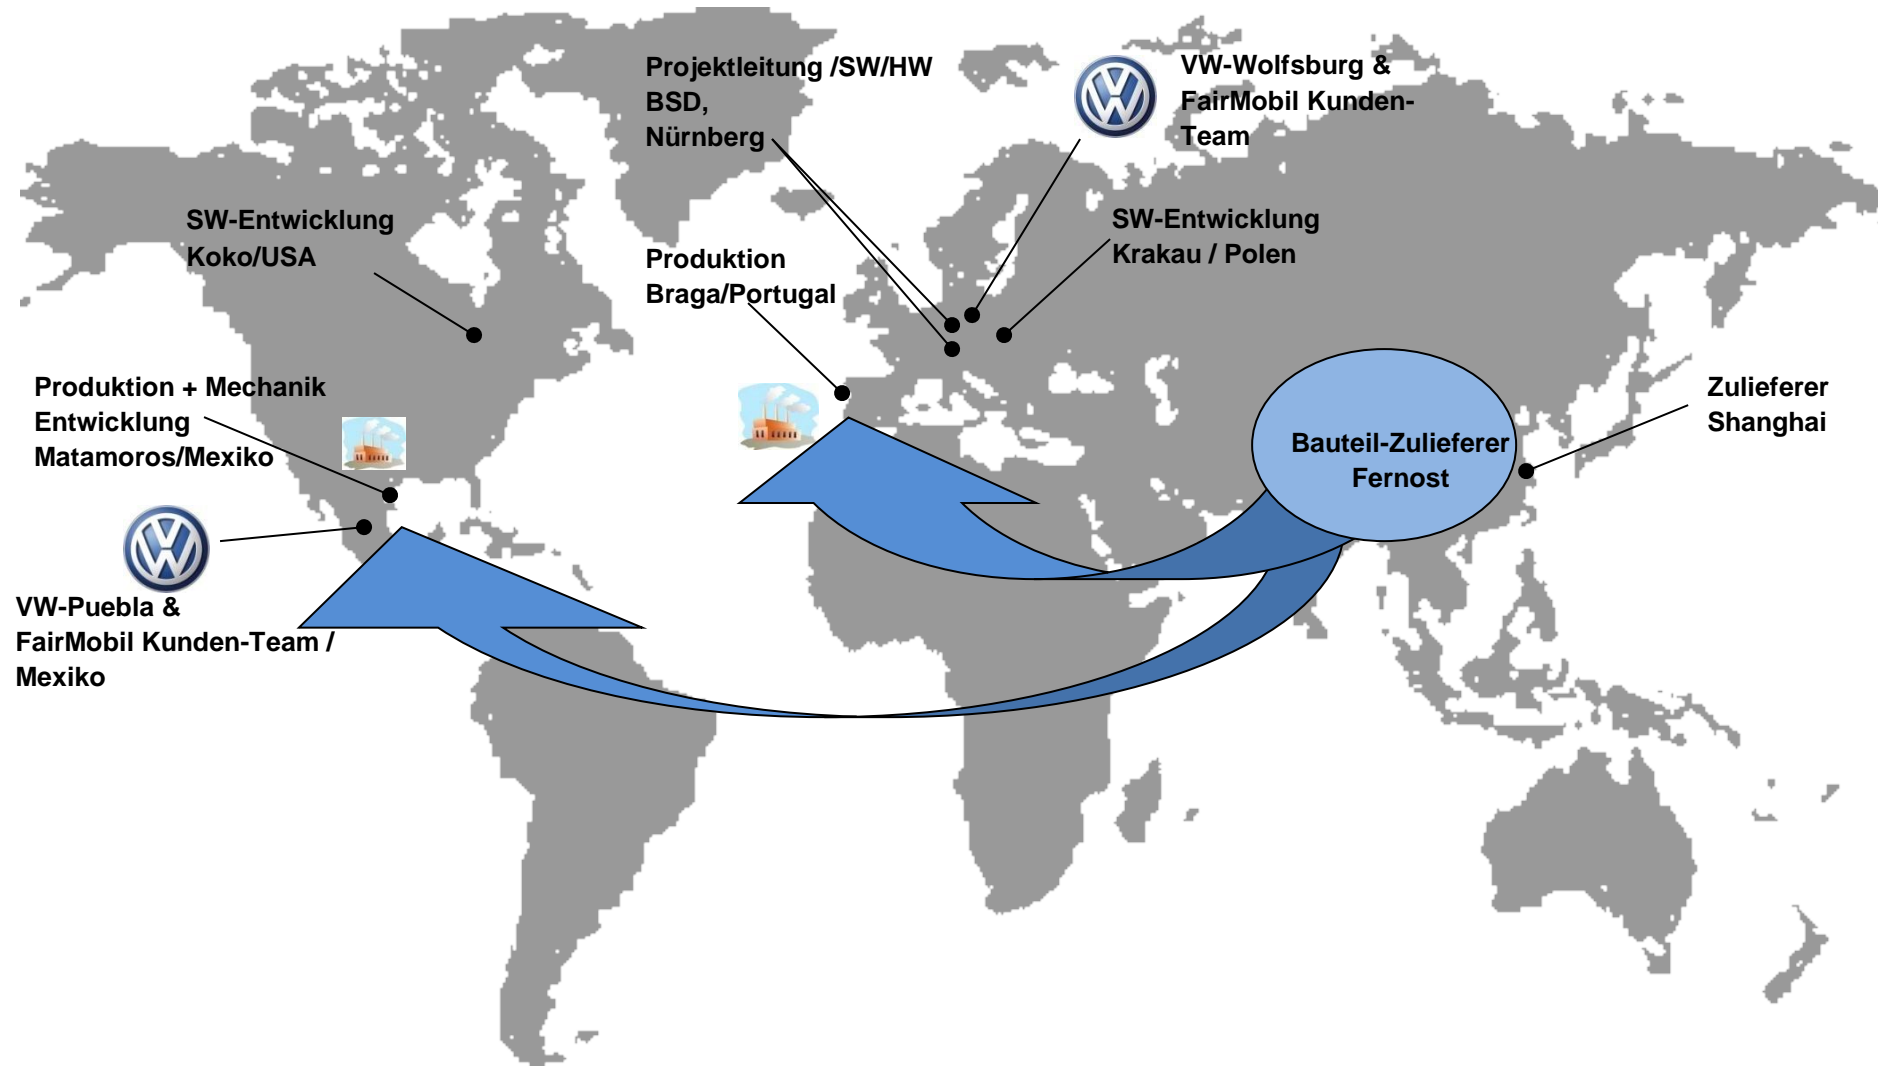 Projektleitung /SW/HW
BSD,
Nürnberg
VW-Wolfsburg &
FairMobil Kunden-
Team
SW-Entwicklung
Koko/USA
SW-Entwicklung
Krakau / Polen
Produktion
Braga/Portugal
Produktion + Mechanik
Entwicklung
Matamoros/Mexiko
Zulieferer
Shanghai
Bauteil-Zulieferer
Fernost
VW-Puebla &
FairMobil Kunden-Team /
Mexiko